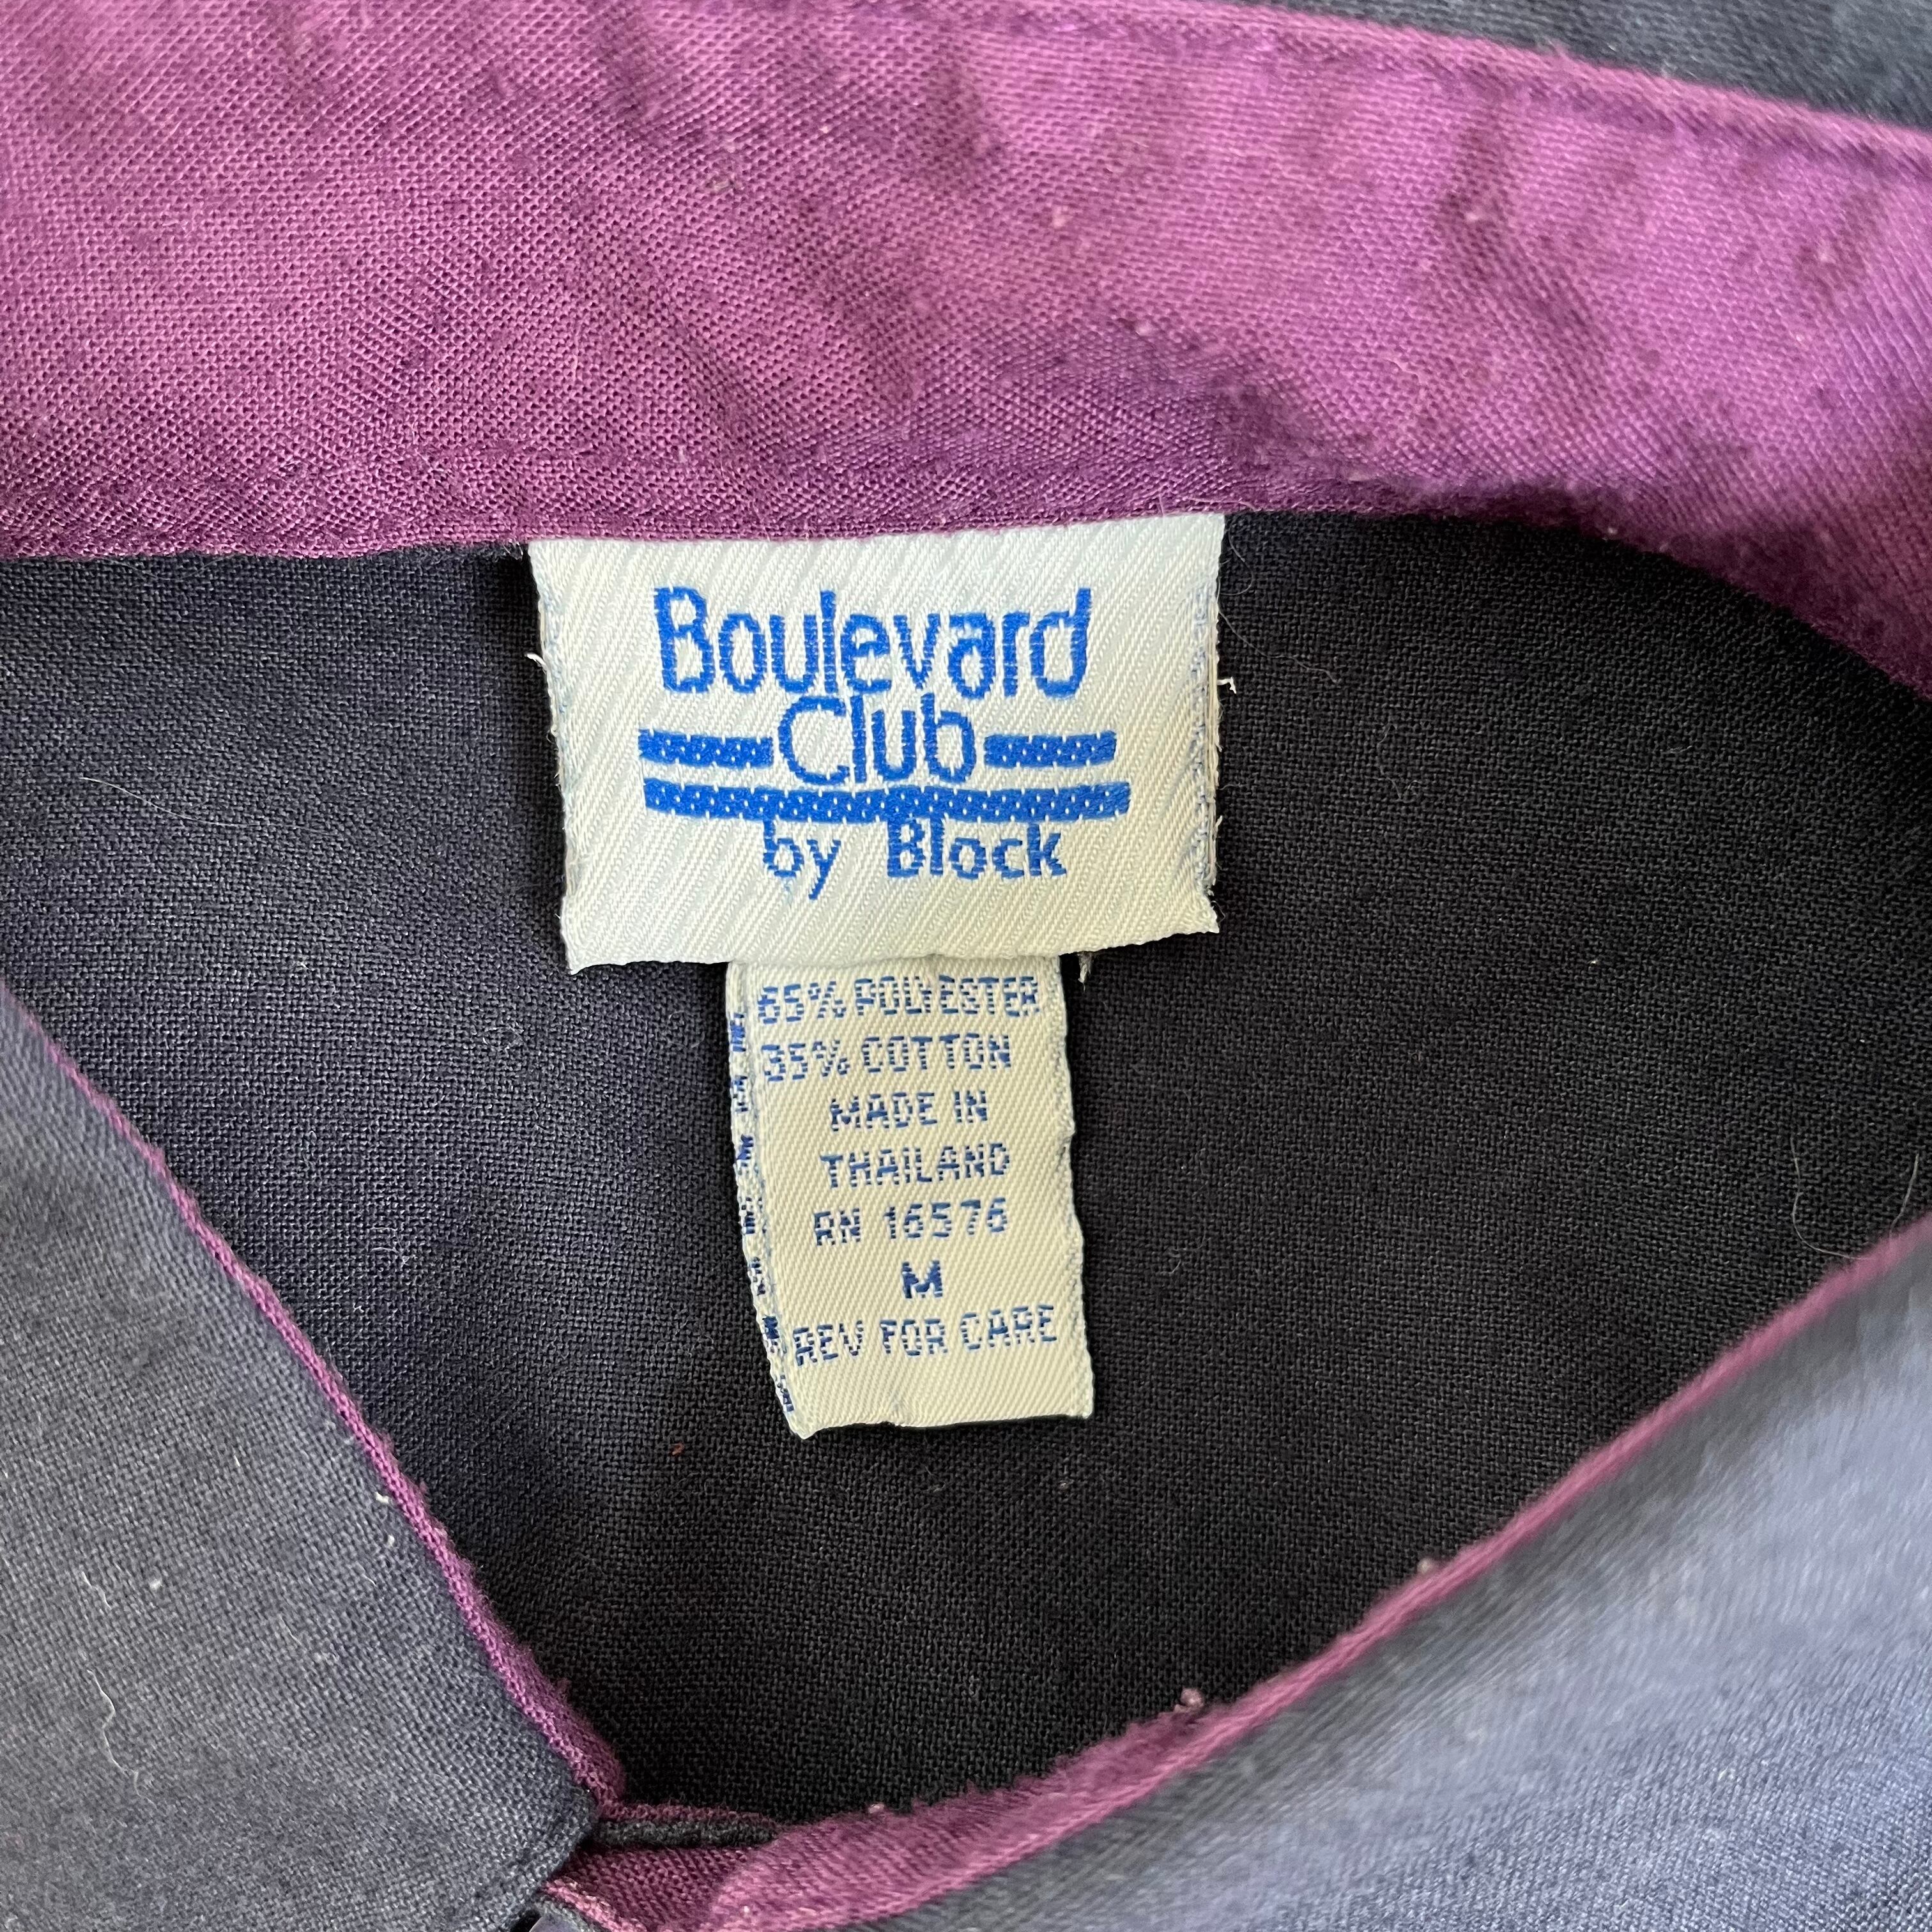 Boulevard
Club
by Block
65% POLYESTER
35% COTTON
MADE IN
THAILAND
RN 16576
M
REV FOR CARE